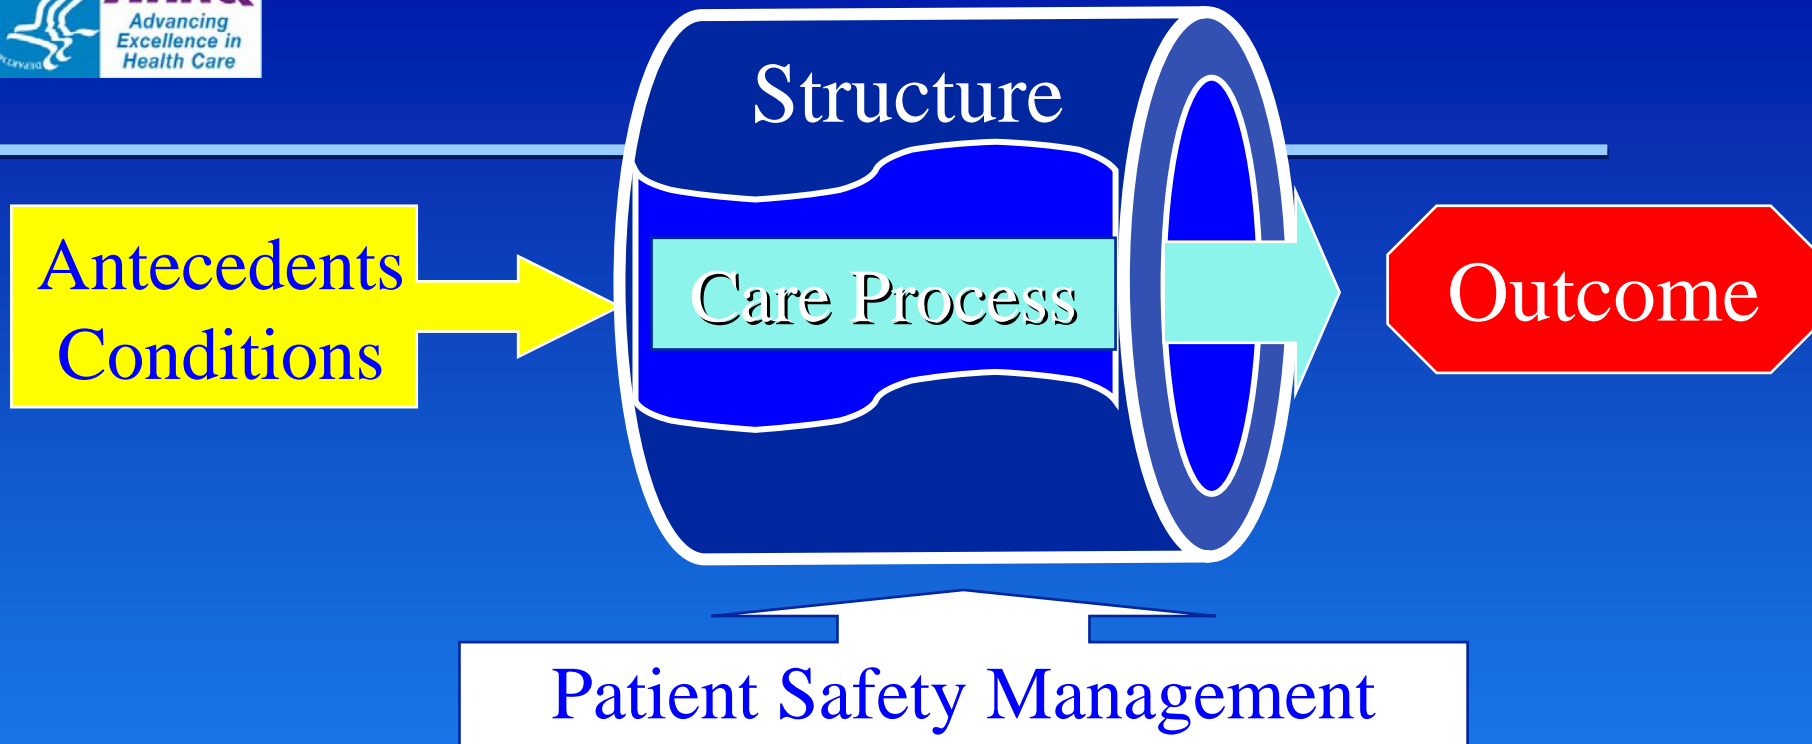 Advancing
Excellence in
Health Care
Structure
Antecedents
Conditions
Care Process
Outcome
Patient Safety Management